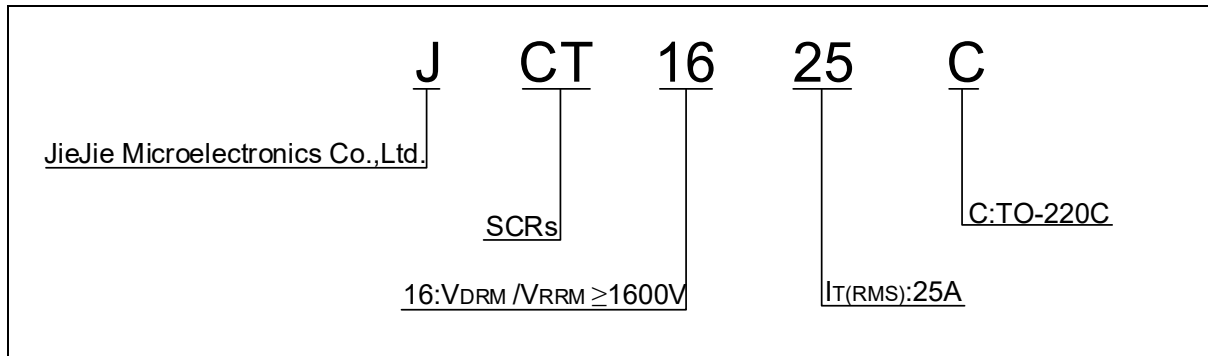 J CT 16 25 C
JieJie Microelectronics Co.,Ltd.
C:TO-220C
SCRs
16:VDRM /VRRM ≥1600V
IT(RMS):25A